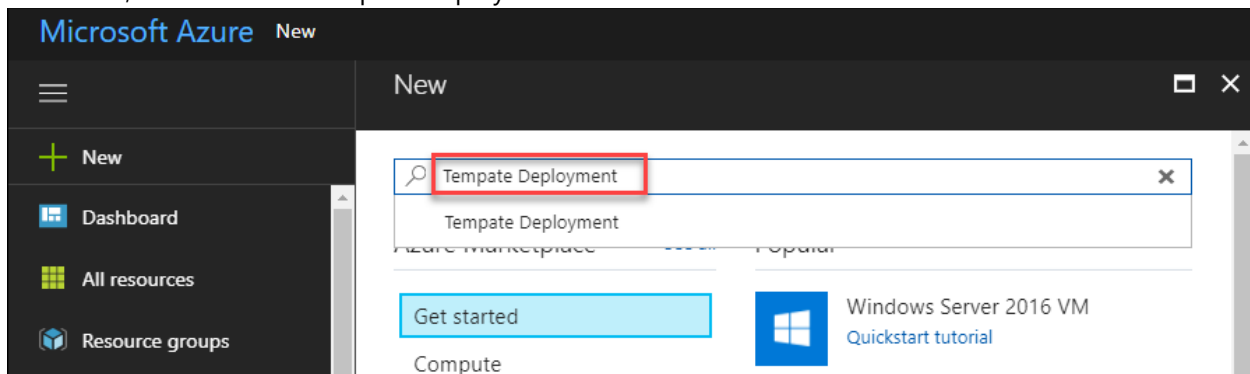 Microsoft Azure New
New
New
Tempate Deployment
Tempate Deployment
Dashboard
All resources
Get started
Windows Server 2016 VM
Quickstart tutorial
Resource groups
Compute